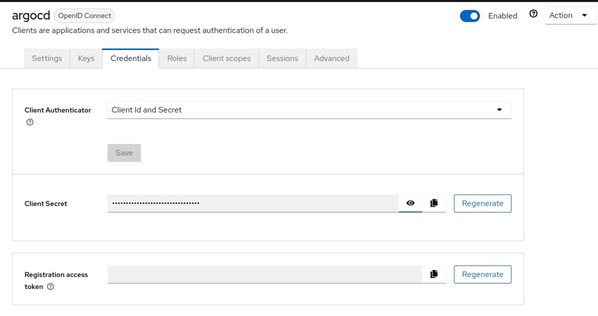 argocd OpenID Connect Enabled Action
Clients are applications and services that can request authentication of a user.
Settings Keys Credentials Roles Client scopes Sessions Advanced
Client Authenticator Client Id and Secret
Save
Client Secret •••••••••••••••••••••••••••••••• Regenerate
Registration access Regenerate
token